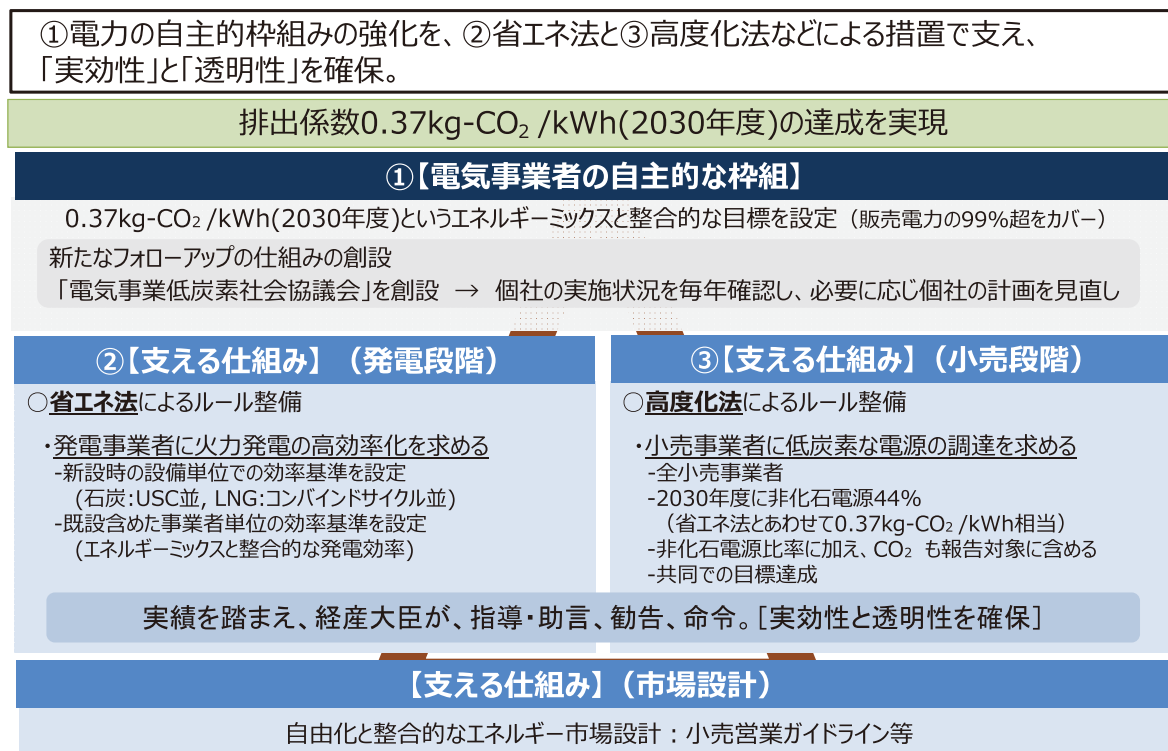 ①電力の自主的枠組みの強化を、②省エネ法と③高度化法などによる措置で支え、
「実効性」と「透明性」を確保。
排出係数0.37kg-CO₂ /kWh(2030年度)の達成を実現
①【電気事業者の自主的な枠組】
0.37kg-CO₂ /kWh(2030年度)というエネルギーミックスと整合的な目標を設定（販売電力の99%超をカバー）
新たなフォローアップの仕組みの創設
「電気事業低炭素社会協議会」を創設 → 個社の実施状況を毎年確認し、必要に応じ個社の計画を見直し
②【支える仕組み】（発電段階）
○省エネ法によるルール整備
・発電事業者に火力発電の高効率化を求める
-新設時の設備単位での効率基準を設定
(石炭:USC並, LNG:コンバインドサイクル並)
-既設含めた事業者単位の効率基準を設定
(エネルギーミックスと整合的な発電効率)
③【支える仕組み】（小売段階）
○高度化法によるルール整備
・小売事業者に低炭素な電源の調達を求める
-全小売事業者
-2030年度に非化石電源44%
（省エネ法とあわせて0.37kg-CO₂ /kWh相当）
-非化石電源比率に加え、CO₂ も報告対象に含める
-共同での目標達成
実績を踏まえ、経産大臣が、指導・助言、勧告、命令。[実効性と透明性を確保]
【支える仕組み】（市場設計）
自由化と整合的なエネルギー市場設計：小売営業ガイドライン等